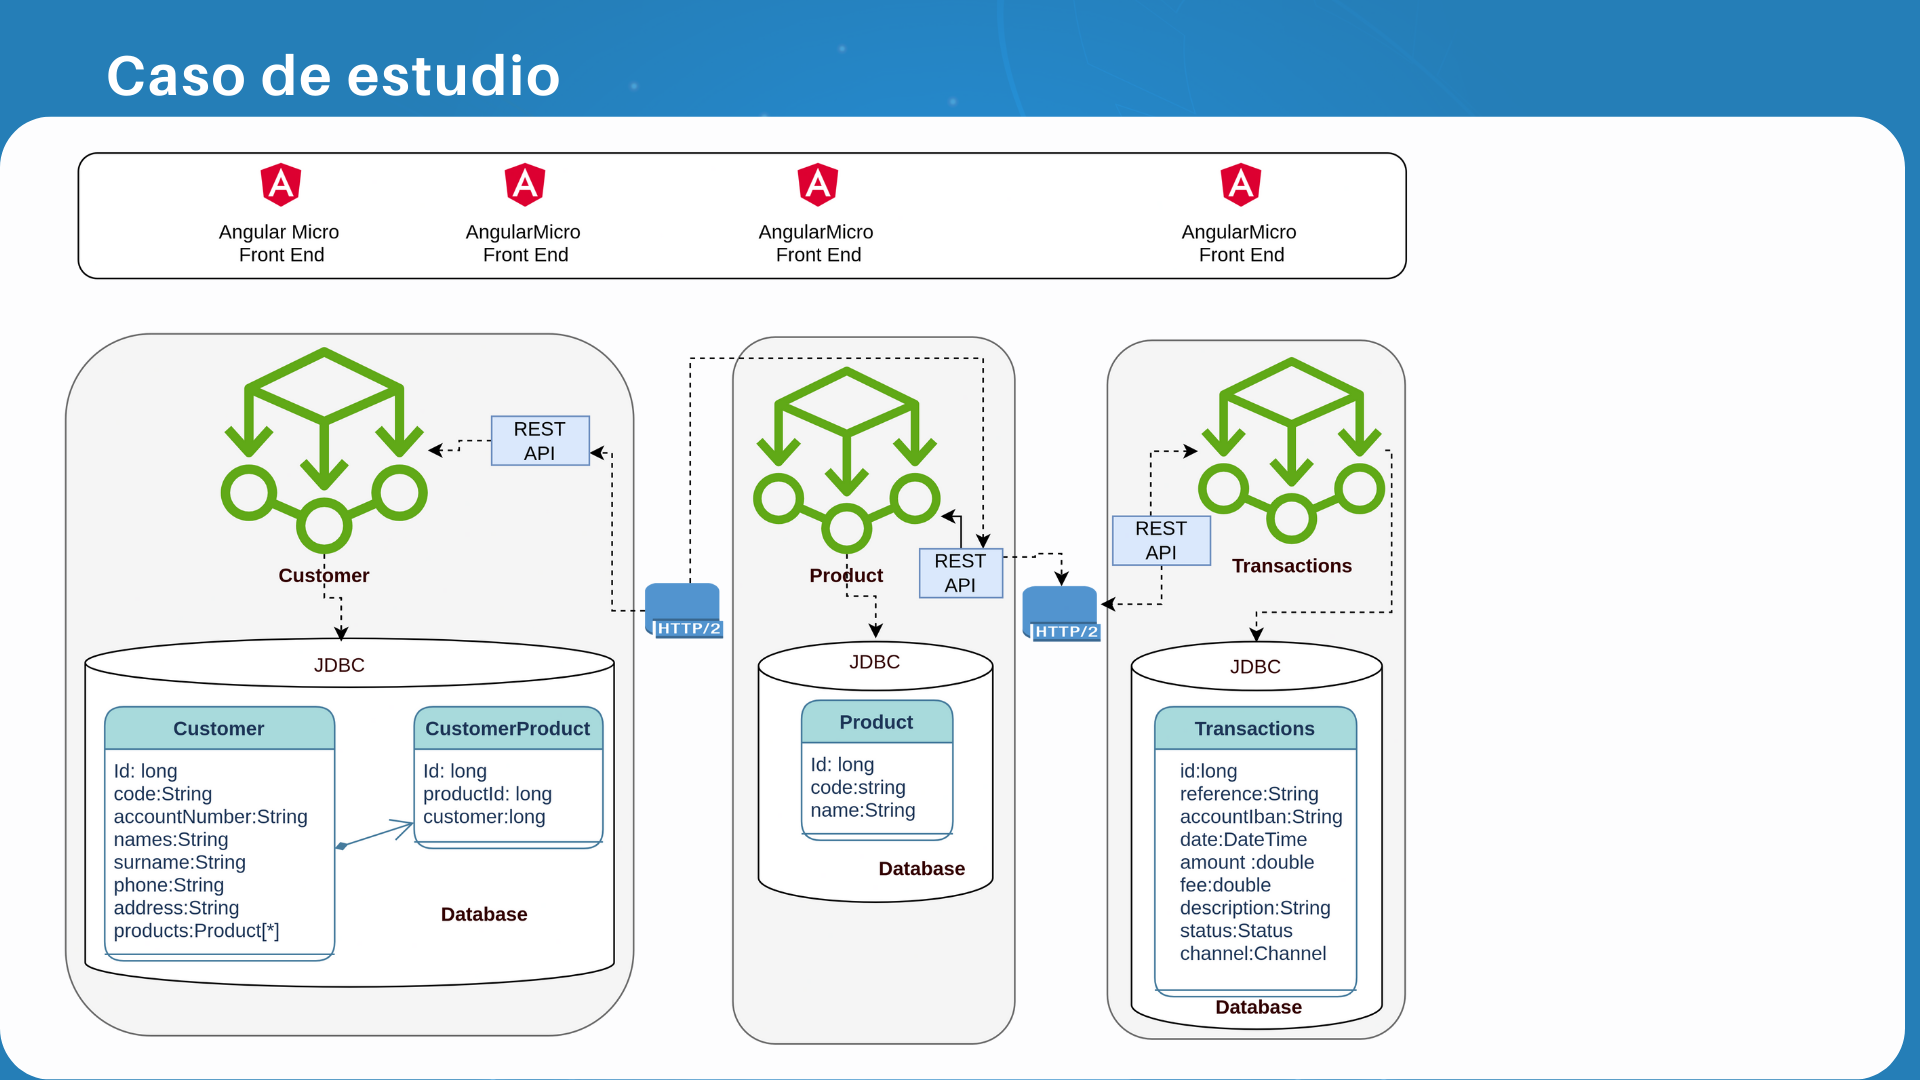 Caso de estudio
Angular Micro
Front End
AngularMicro
Front End
AngularMicro
Front End
AngularMicro
Front End
REST
API
Customer
HTTP/2
JDBC
Customer
Id: long
code:String
accountNumber:String
names:String
surname:String
phone:String
address:String
products:Product[*]
CustomerProduct
Id: long
productId: long
customer:long
Database
Product
REST
API
HTTP/2
JDBC
Product
Id: long
code:string
name:String
Database
REST
API
Transactions
JDBC
Transactions
id:long
reference:String
accountIban:String
date:DateTime
amount :double
fee:double
description:String
status:Status
channel:Channel
Database